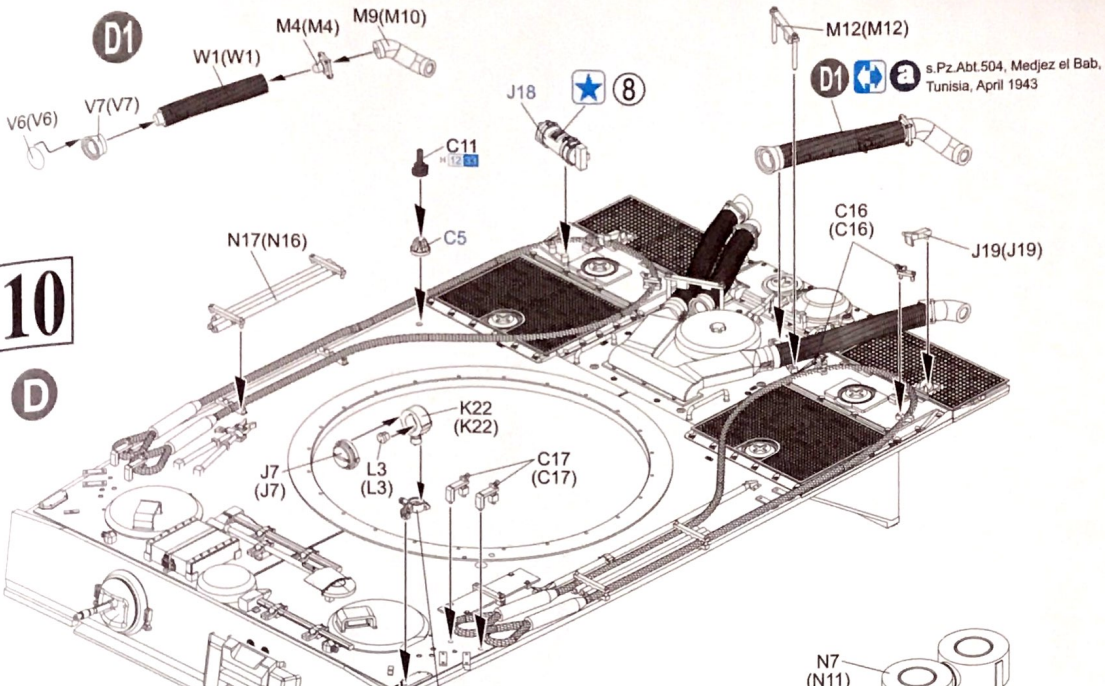 D1
W1(W1)
M4(M4)
M9(M10)
V7(V7)
V6(V6)
M12(M12)
D1 a s.Pz.Abt.504, Medjez el Bab,
Tunisia, April 1943
J18
8
C11
H 12 33
C5
N17(N16)
C16
(C16)
J19(J19)
10
D
K22
(K22)
J7
(J7)
L3
(L3)
C17
(C17)
N7
(N11)